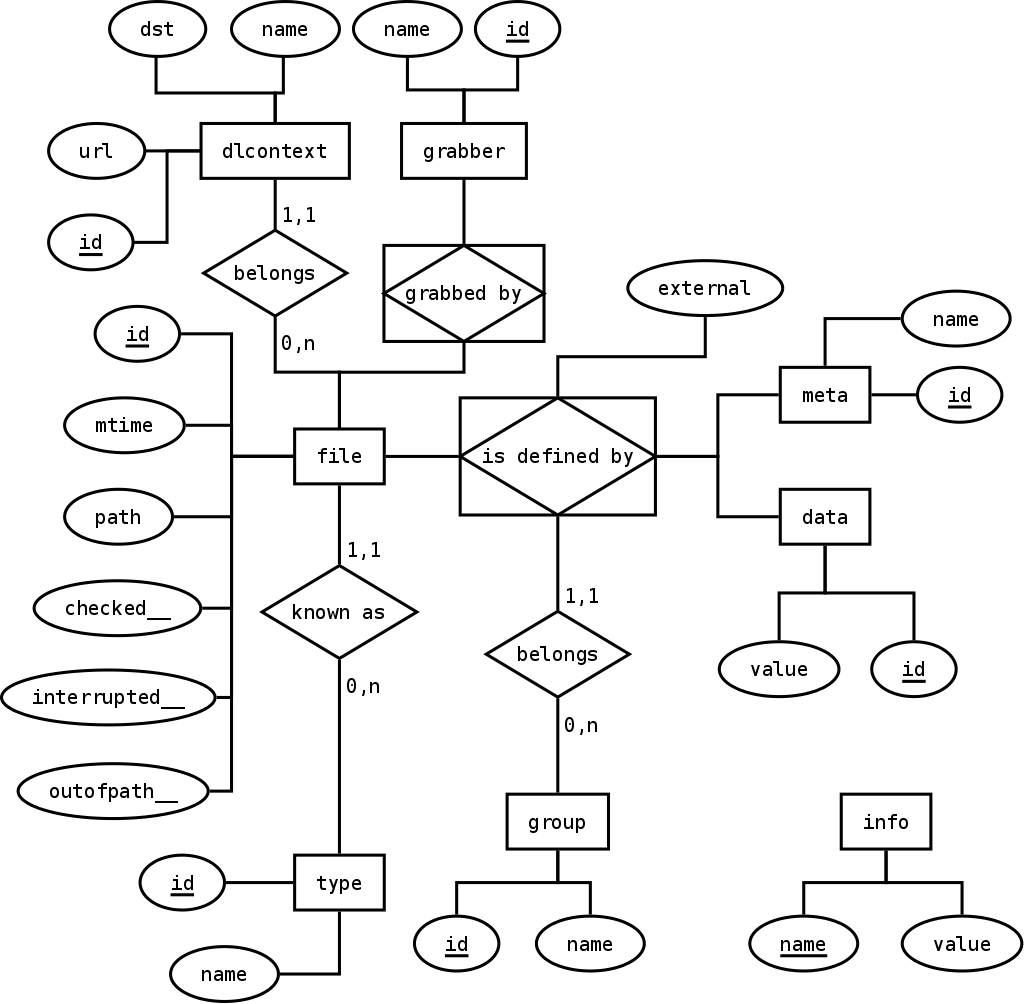 dst
name
name
id
url
dlcontext
grabber
1,1
id
belongs
grabbed by
external
id
0,n
name
meta
id
mtime
file
is defined by
path
data
1,1
checked__
known as
1,1
belongs
value
id
interrupted__
0,n
0,n
outofpath__
group
info
id
type
id
name
name
value
name